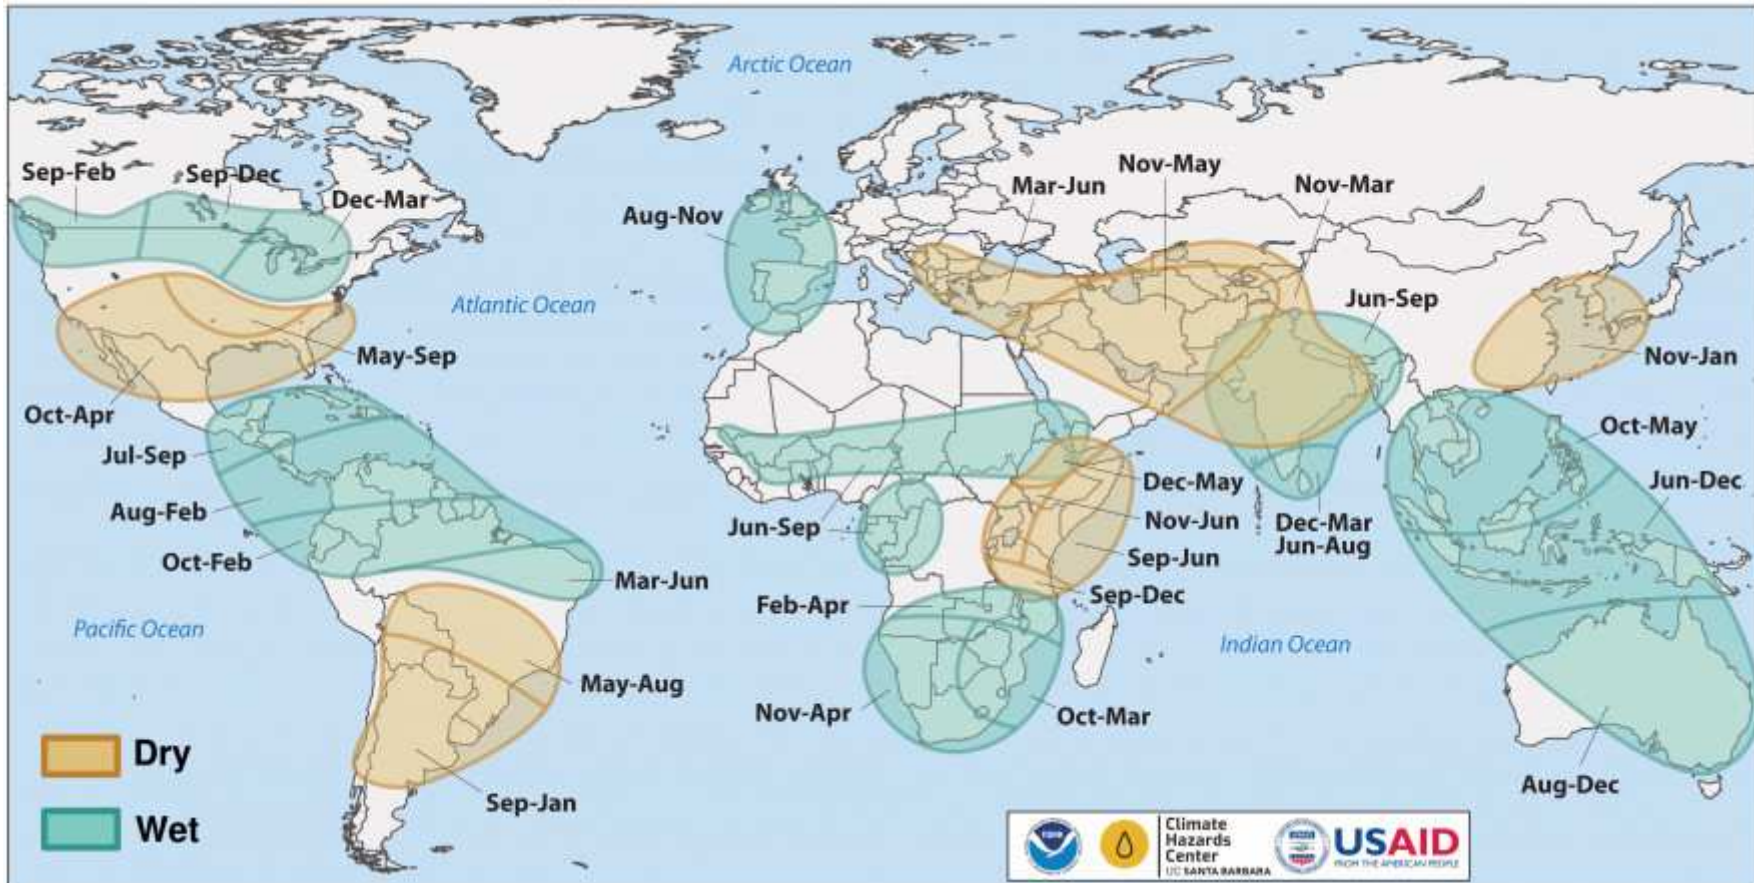 Arctic Ocean
Sep-Feb
Sep-Dec
Dec-Mar
Aug-Nov
Mar-Jun
Nov-May
Nov-Mar
Atlantic Ocean
Jun-Sep
May-Sep
Nov-Jan
Oct-Apr
Jul-Sep
Oct-May
Aug-Feb
Dec-May
Jun-Dec
Jun-Sep
Nov-Jun
Dec-Mar
Jun-Aug
Oct-Feb
Sep-Jun
Mar-Jun
Sep-Dec
Feb-Apr
Pacific Ocean
Indian Ocean
May-Aug
Nov-Apr
Oct-Mar
Dry
Sep-Jan
Aug-Dec
Wet
Climate
Hazards
Center
UC SANTA BARBARA
USAID
FROM THE AMERICAN PEOPLE